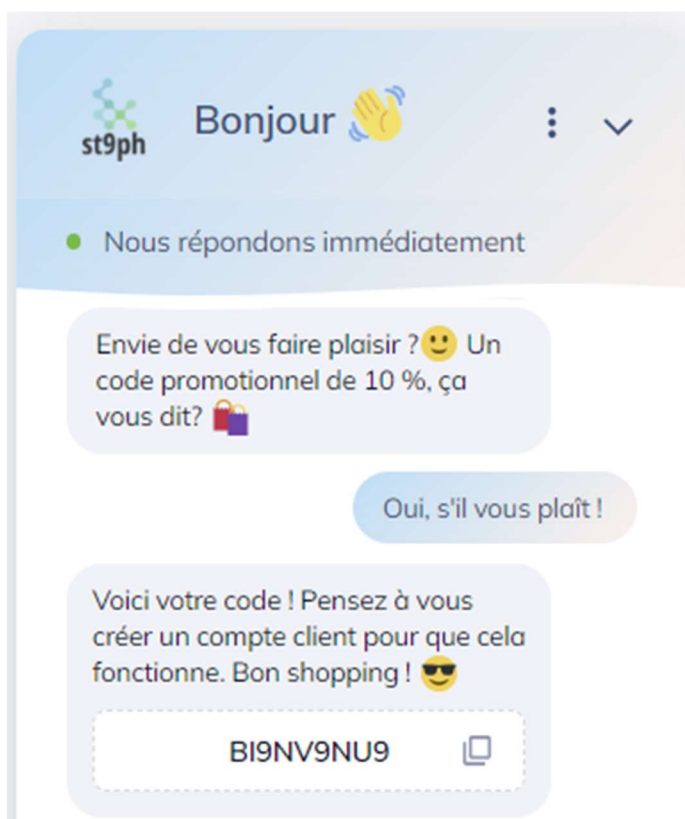 st9ph
Bonjour 👋
Nous répondons immédiatement
Envie de vous faire plaisir ?🙂 Un
code promotionnel de 10 %, ça
vous dit? 🛍️
Oui, s'il vous plaît !
Voici votre code ! Pensez à vous
créer un compte client pour que cela
fonctionne. Bon shopping ! 😎
BI9NV9NU9